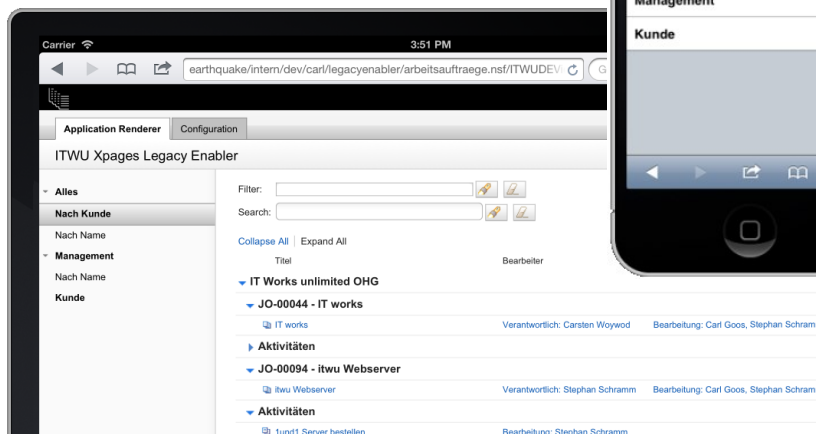 Management
Kunde
Carrier 3:51 PM
earthquake/intern/dev/carl/legacyenabler/arbeitsauftraege.nsf/ITWUDEV G
Application Renderer Configuration
ITWU Xpages Legacy Enabler
Alles
Nach Kunde
Nach Name
Management
Nach Name
Kunde
Filter:
Search:
Collapse All Expand All
Titel Bearbeiter
IT Works unlimited OHG
JO-00044 - IT works
IT works Verantwortlich: Carsten Woywod Bearbeitung: Carl Goos, Stephan Schram
Aktivitäten
JO-00094 - itwu Webserver
itwu Webserver Verantwortlich: Stephan Schramm Bearbeitung: Carl Goos, Stephan Schram
Aktivitäten
1und1 Server bestellen Bearbeitung: Stephan Schramm